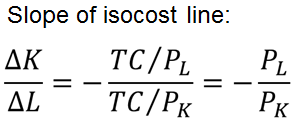 Slope of isocost line:
ΔK/ΔL = − (TC/P_L)/(TC/P_K) = − P_L/P_K